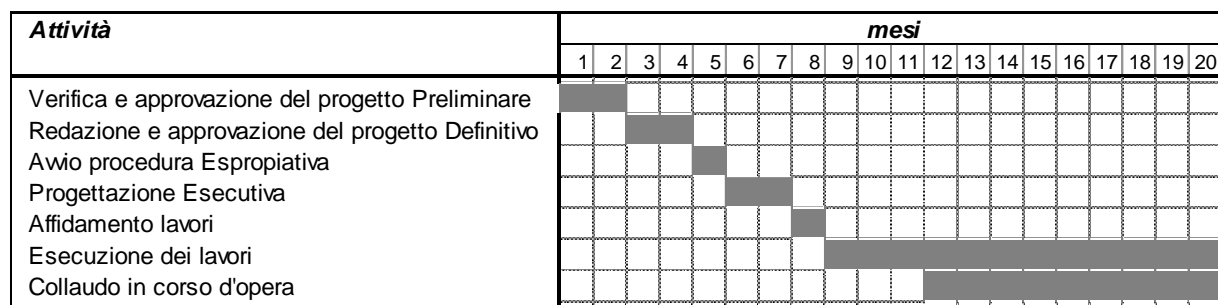 Attività mesi
1 2 3 4 5 6 7 8 9 10 11 12 13 14 15 16 17 18 19 20
Verifica e approvazione del progetto Preliminare
Redazione e approvazione del progetto Definitivo
Avvio procedura Espropiativa
Progettazione Esecutiva
Affidamento lavori
Esecuzione dei lavori
Collaudo in corso d'opera